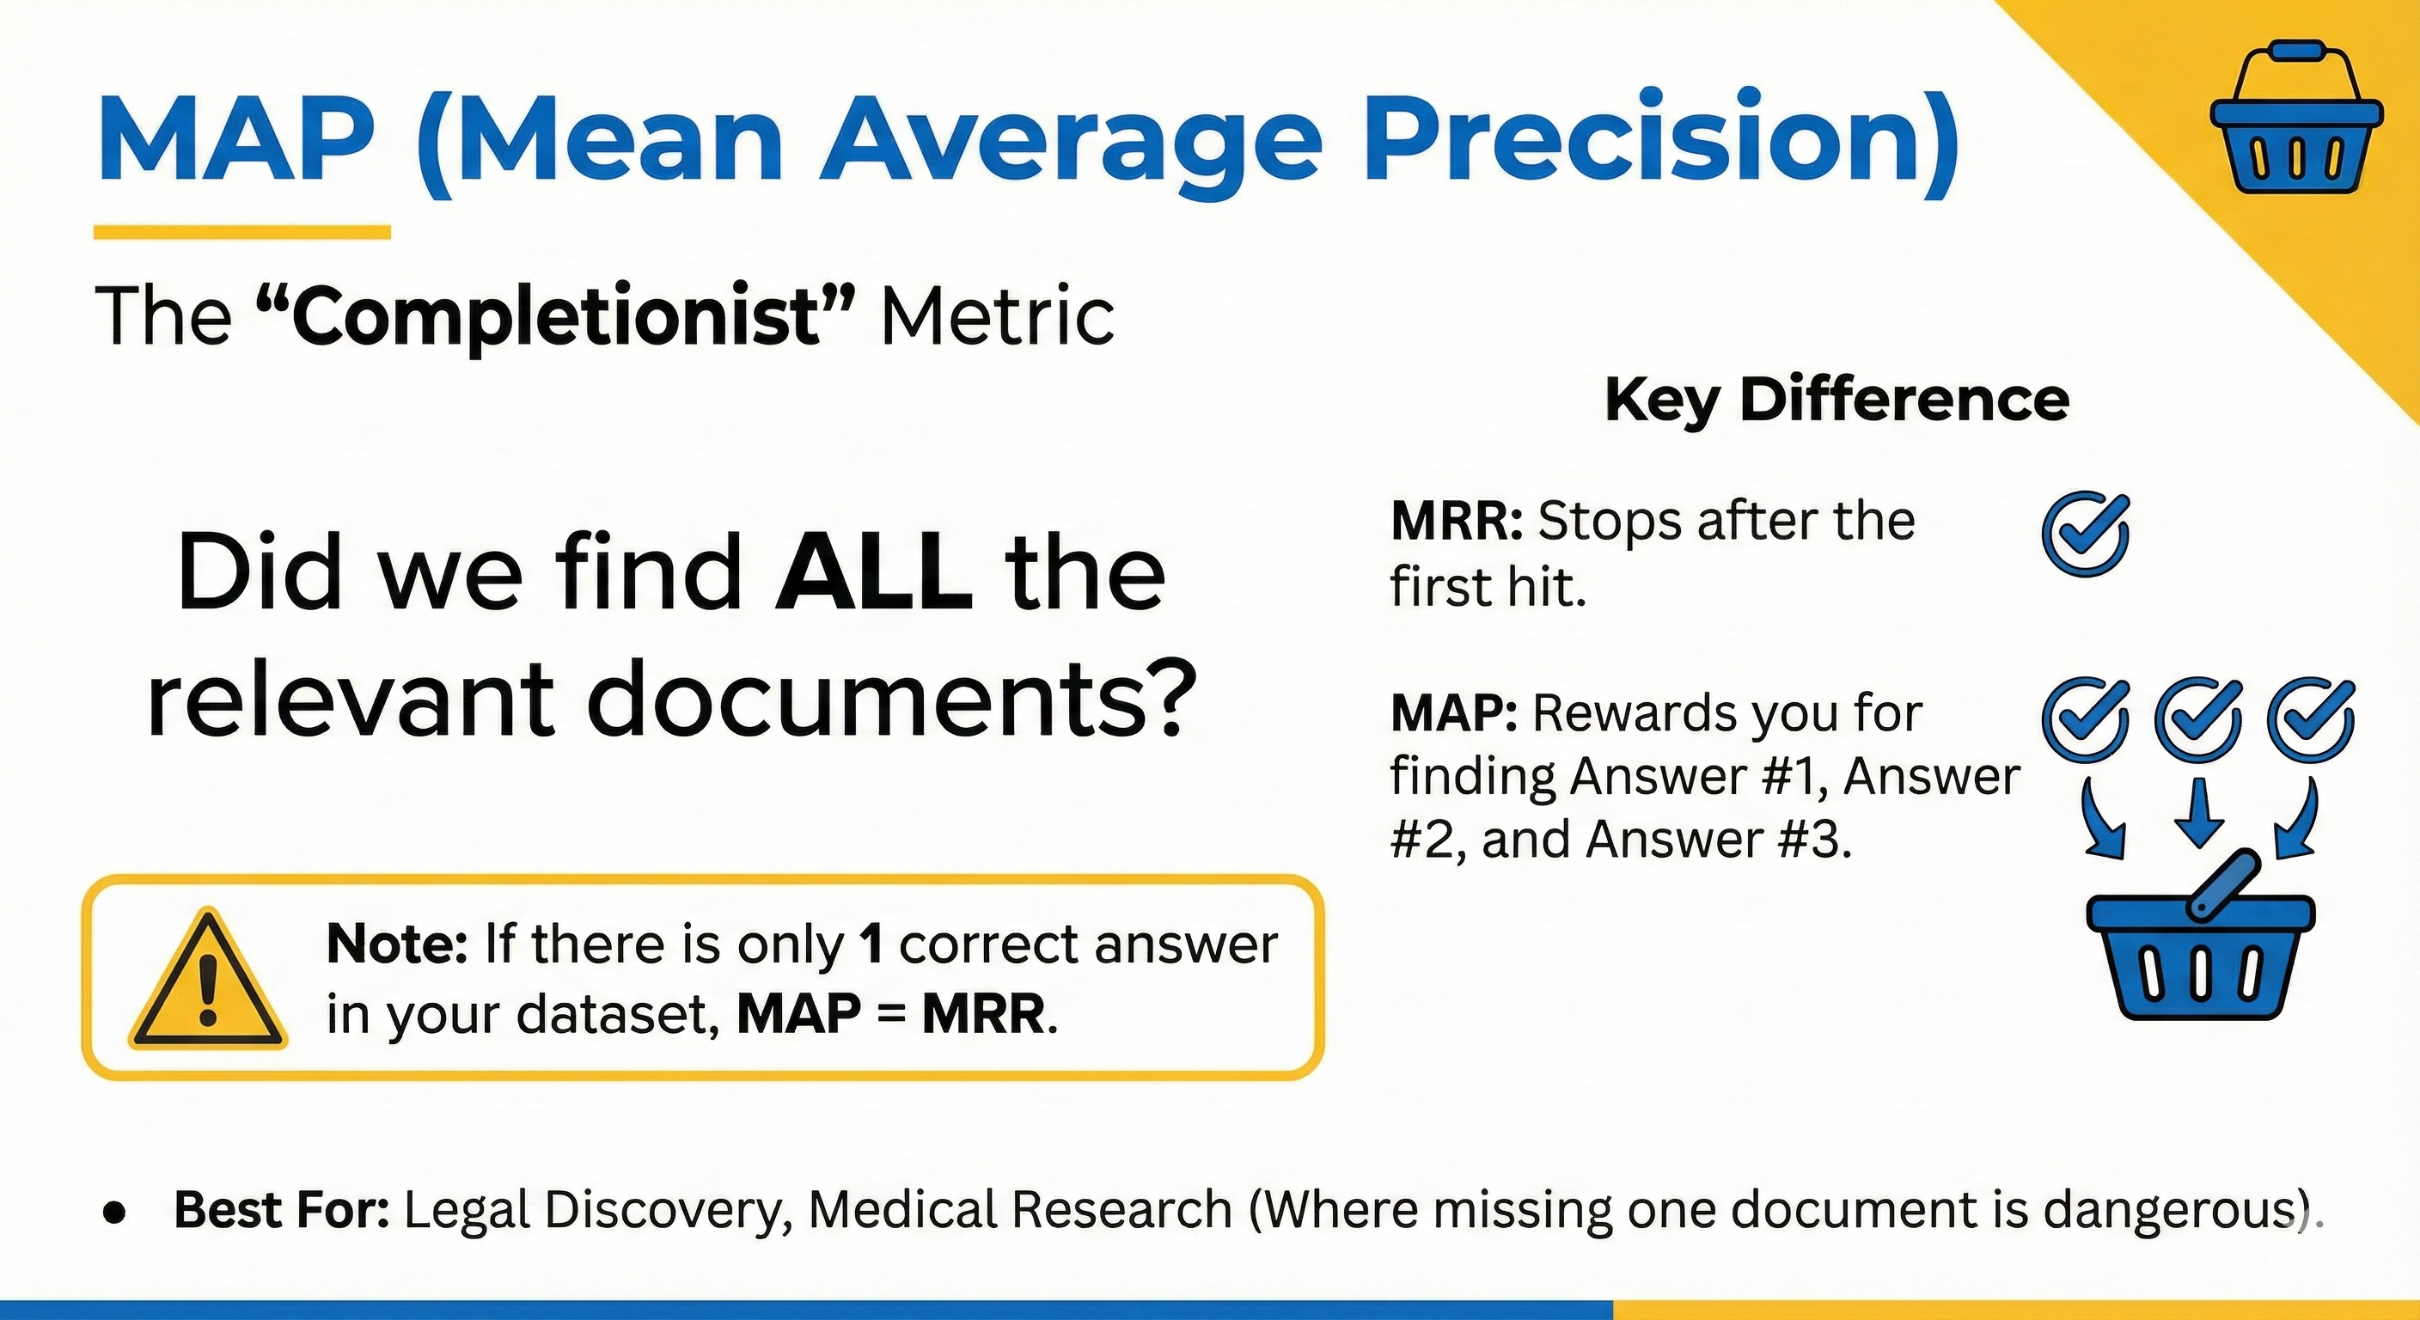 MAP (Mean Average Precision)
The “Completionist” Metric
Did we find ALL the
relevant documents?
Note: If there is only 1 correct answer
in your dataset, MAP = MRR.
Key Difference
MRR: Stops after the
first hit.
MAP: Rewards you for
finding Answer #1, Answer
#2, and Answer #3.
• Best For: Legal Discovery, Medical Research (Where missing one document is dangerous).